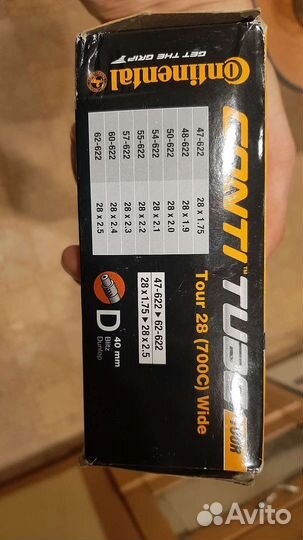 Continental
GET THE GRIP
CONTI TUBE TOUR
Tour 28 (700C) Wide
47-622 28 x 1.75
48-622 28 x 1.9
50-622 28 x 2.0
54-622 28 x 2.1
55-622 28 x 2.2
57-622 28 x 2.3
60-622 28 x 2.4
62-622 28 x 2.5
47-622 ▸ 62-622
28 x 1.75 ▸ 28 x 2.5
D
40 mm
Blitz
Dunlop
Avito